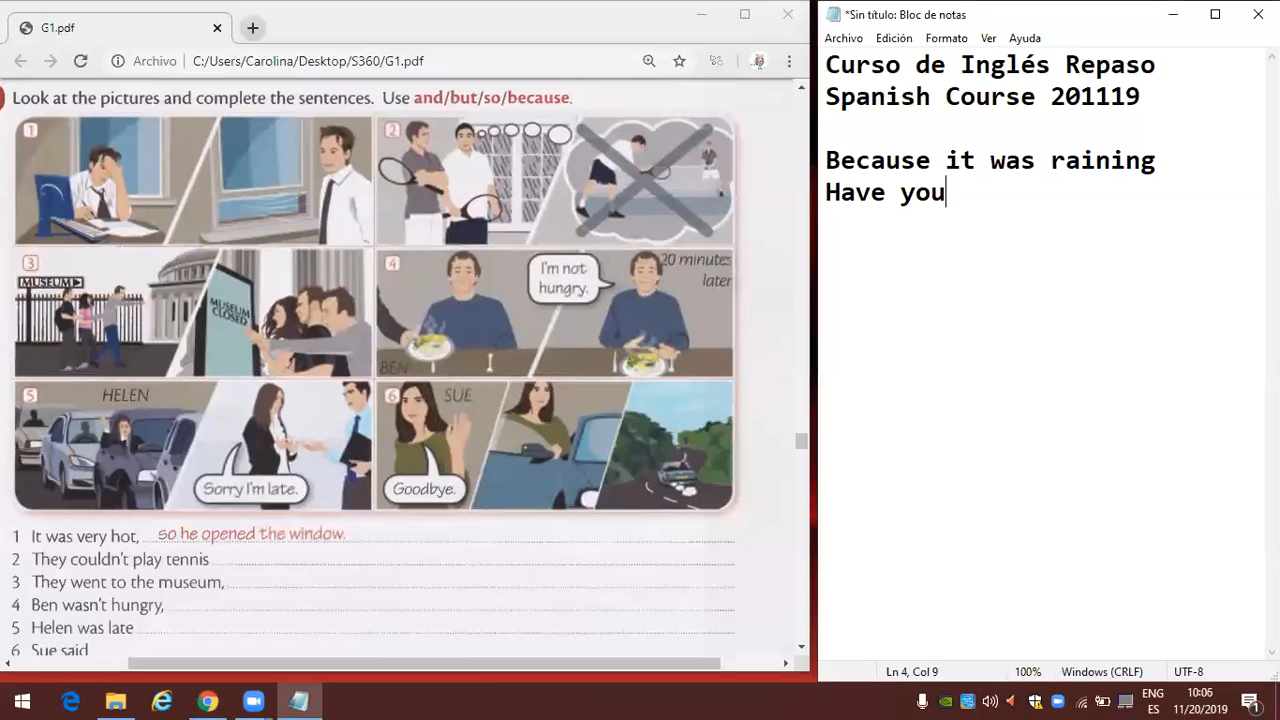 G1.pdf
Archivo
C:/Users/Carolina/Desktop/S360/G1.pdf
Look at the pictures and complete the sentences. Use and/but/so/because.
1
2
3
MUSEUM
MUSEUM CLOSED
4
I'm not
hungry.
20 minutes
later
BEN
5
HELEN
Sorry I'm late.
6
SUE
Goodbye.
1 It was very hot, so he opened the window.
2 They couldn't play tennis
3 They went to the museum,
4 Ben wasn't hungry,
5 Helen was late
6 Sue said
*Sin título: Bloc de notas
Archivo Edición Formato Ver Ayuda
Curso de Inglés Repaso
Spanish Course 201119
Because it was raining
Have you
Ln 4, Col 9 100% Windows (CRLF) UTF-8
ENG
ES
10:06
11/20/2019
1